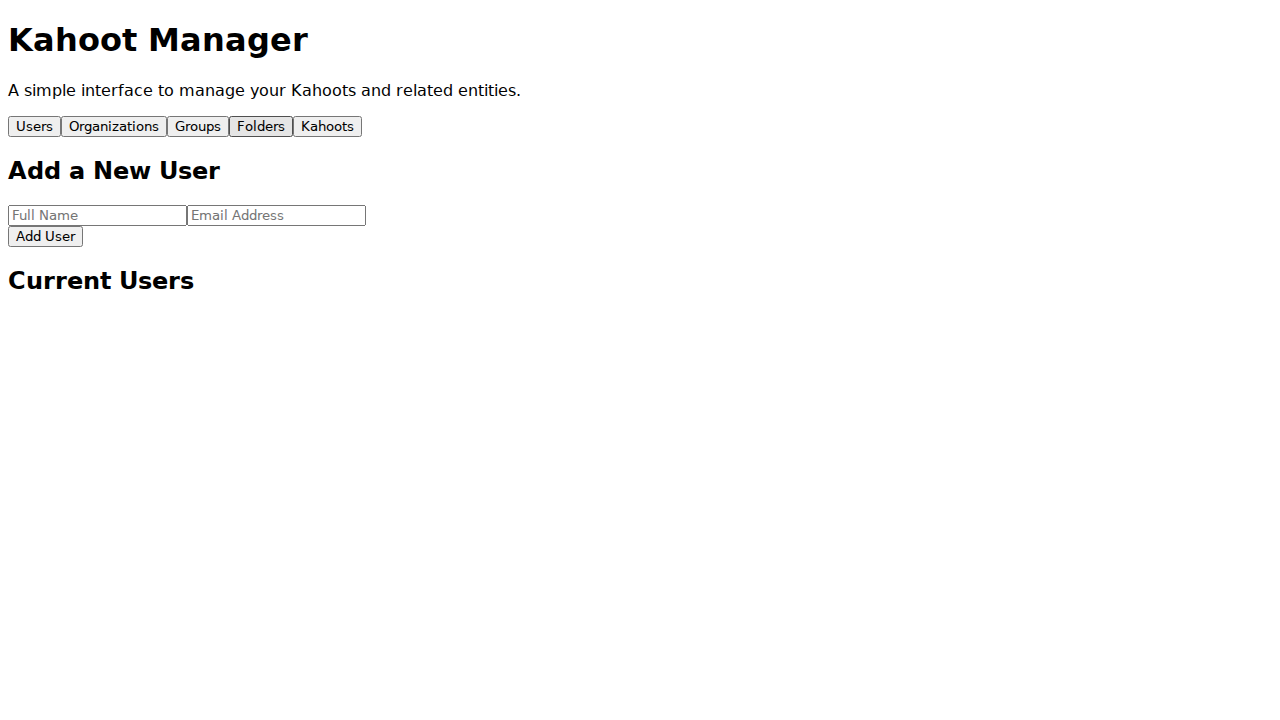 Kahoot Manager
A simple interface to manage your Kahoots and related entities.
Users Organizations Groups Folders Kahoots
Add a New User
Full Name Email Address
Add User
Current Users